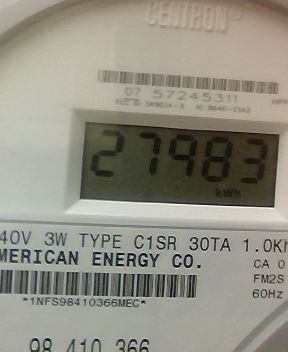 CENTRON®
07 57245311
27983
kWh
40V 3W TYPE C1SR 30TA 1.0Kh
MERICAN ENERGY CO.
CA 0
FM2S
60Hz
*1NFS98410366MEC*
98 410 366